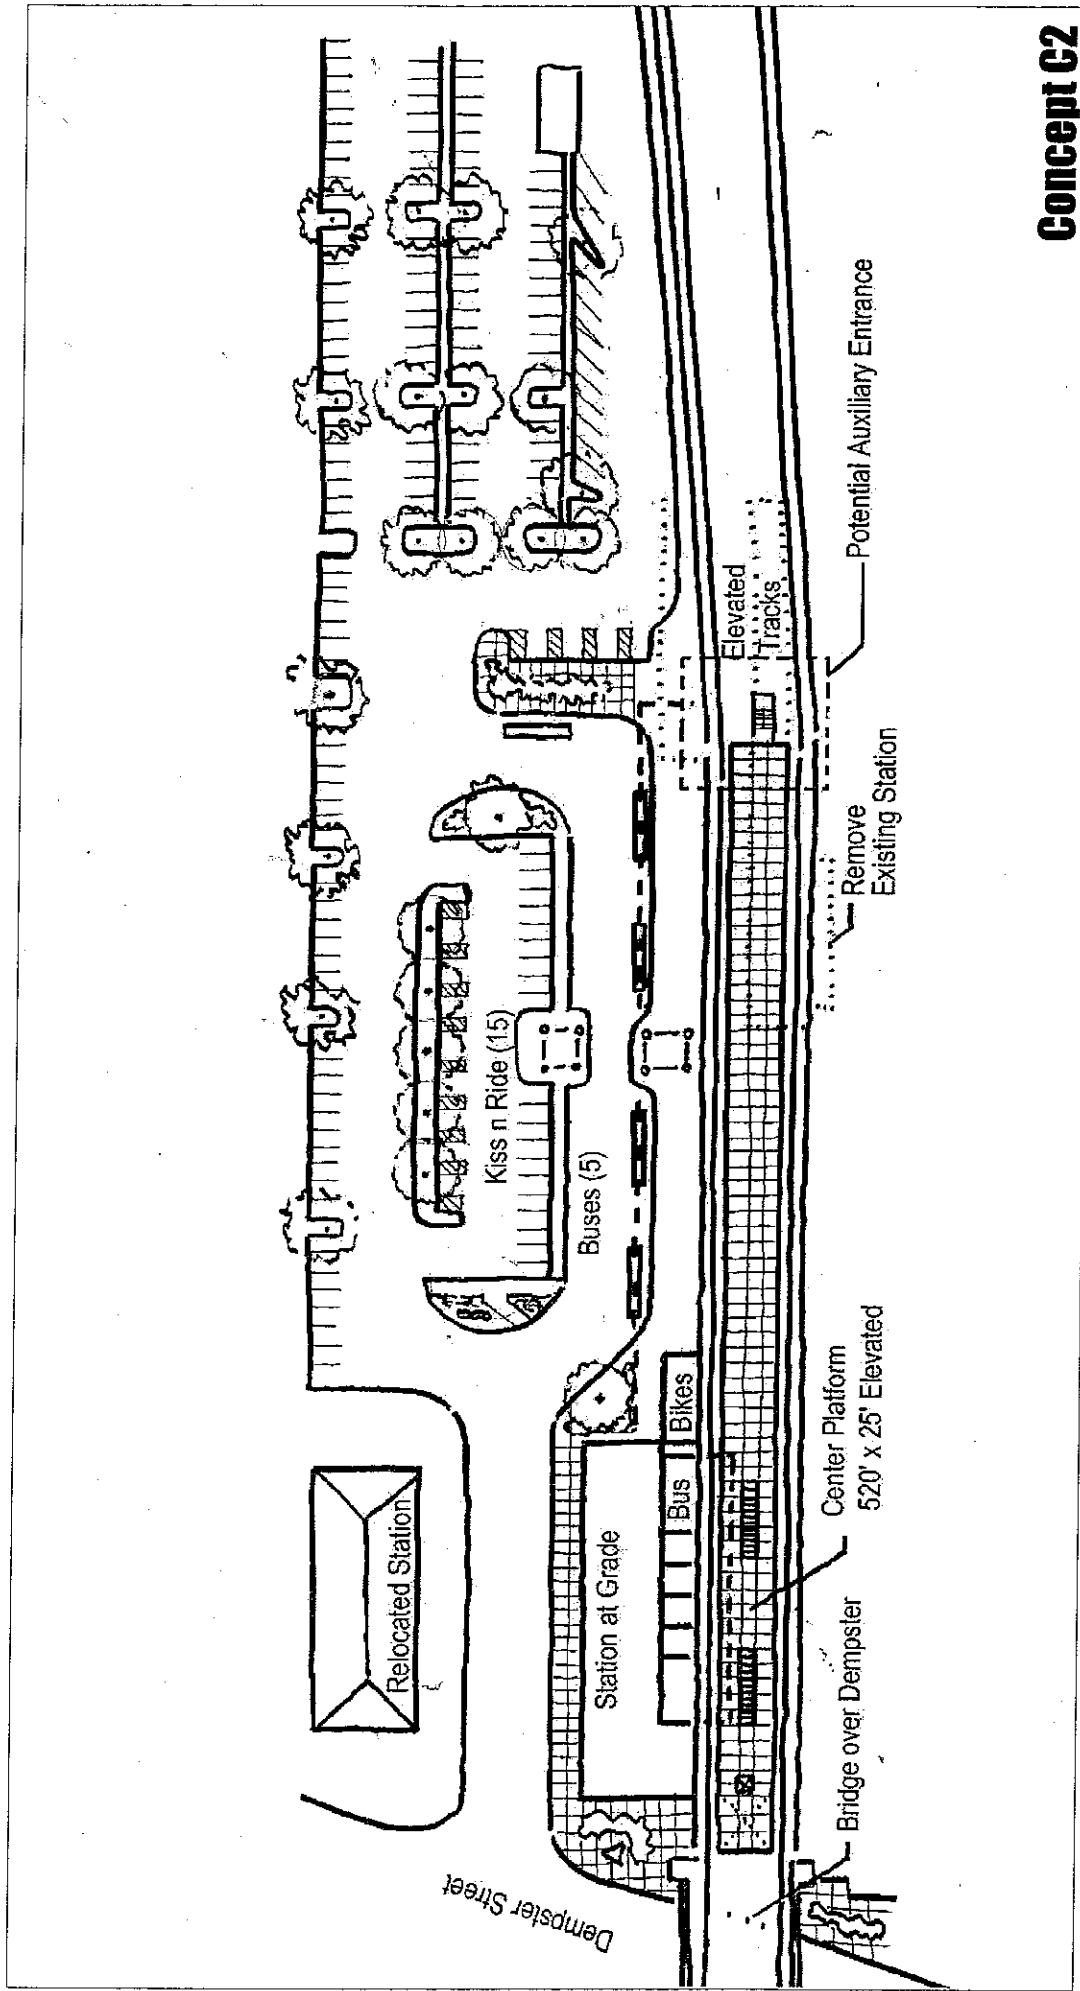 Concept C2
Relocated Station
Dempster Street
Kiss n Ride (15)
Buses (5)
Station at Grade
Bus
Bikes
Elevated
Tracks
Potential Auxiliary Entrance
Remove
Existing Station
Center Platform
520' x 25' Elevated
Bridge over Dempster